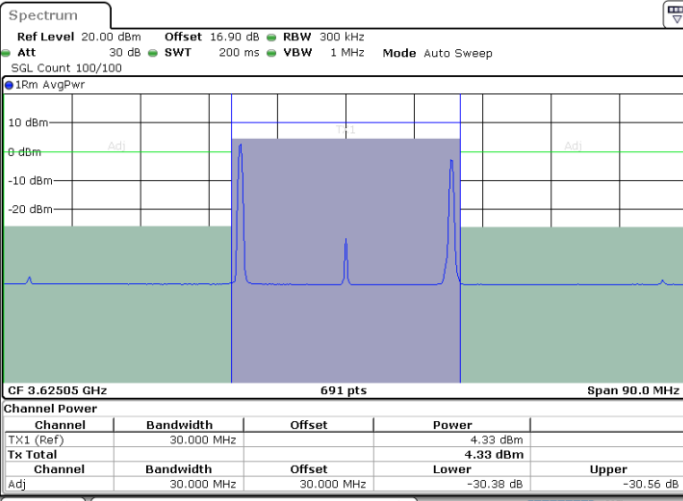 Spectrum
Ref Level 20.00 dBm Offset 16.90 dB RBW 300 kHz
Att 30 dB SWT 200 ms VBW 1 MHz Mode Auto Sweep
SGL Count 100/100
1Rm AvgPwr
10 dBm
TX1
Adj Adj
0 dBm
-10 dBm
-20 dBm
CF 3.62505 GHz 691 pts Span 90.0 MHz
Channel Power
Channel Bandwidth Offset Power
TX1 (Ref) 30.000 MHz 4.33 dBm
Tx Total 4.33 dBm
Channel Bandwidth Offset Lower Upper
Adj 30.000 MHz 30.000 MHz -30.38 dB -30.56 dB